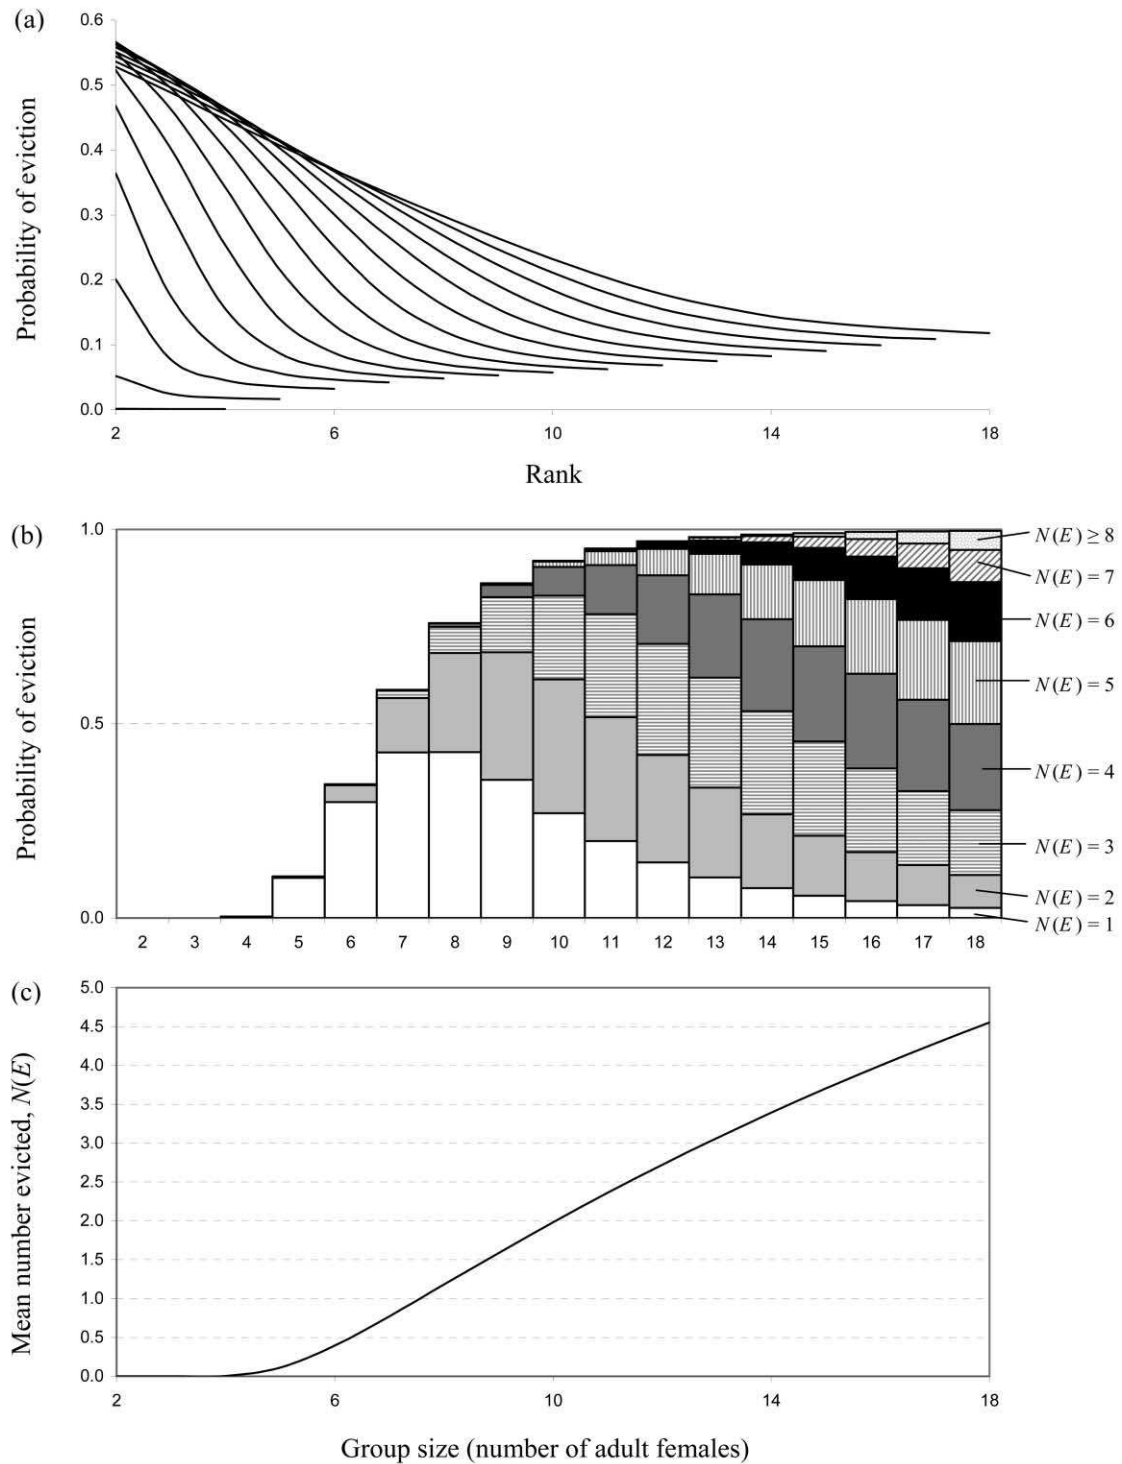 (a)
0.6
0.5
0.4
0.3
0.2
0.1
0.0
Probability of eviction
2 6 10 14 18
Rank
(b)
1.0
0.5
0.0
Probability of eviction
N(E) ≥ 8
N(E) = 7
N(E) = 6
N(E) = 5
N(E) = 4
N(E) = 3
N(E) = 2
N(E) = 1
2 3 4 5 6 7 8 9 10 11 12 13 14 15 16 17 18
(c)
5.0
4.5
4.0
3.5
3.0
2.5
2.0
1.5
1.0
0.5
0.0
Mean number evicted, N(E)
2 6 10 14 18
Group size (number of adult females)